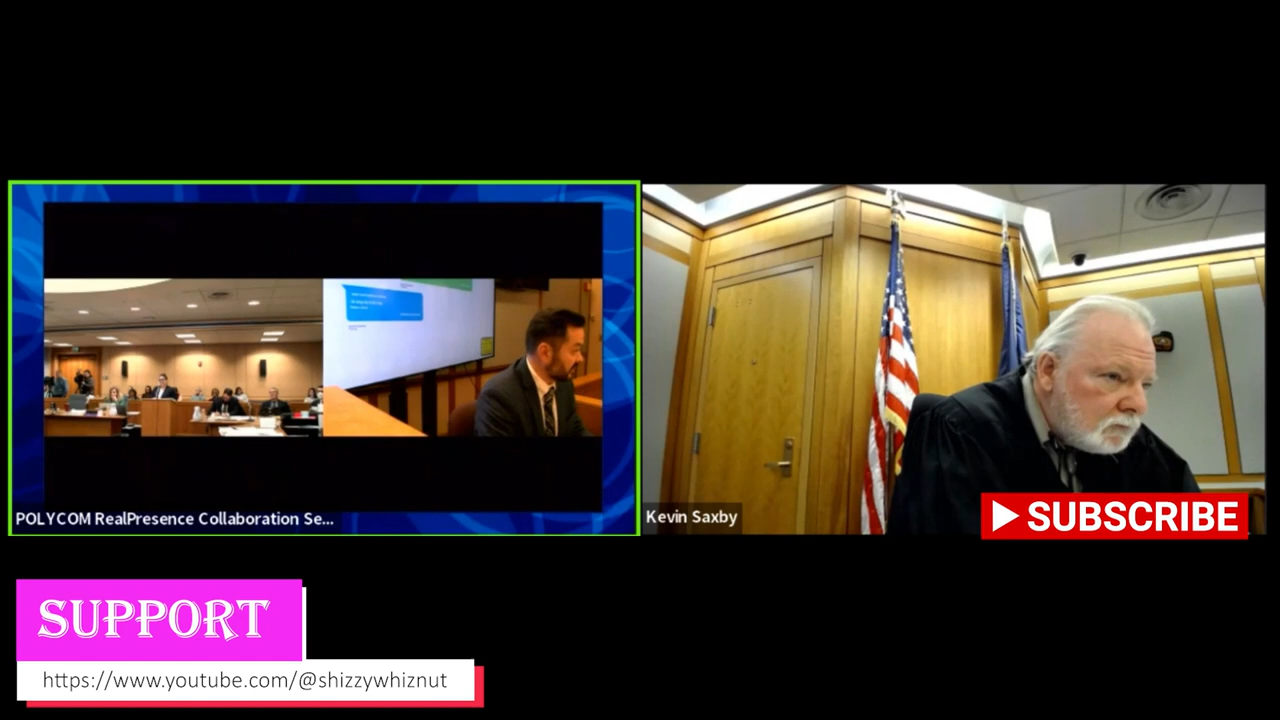 POLYCOM RealPresence Collaboration Se...
Kevin Saxby
SUBSCRIBE
SUPPORT
https://www.youtube.com/@shizzywhiznut